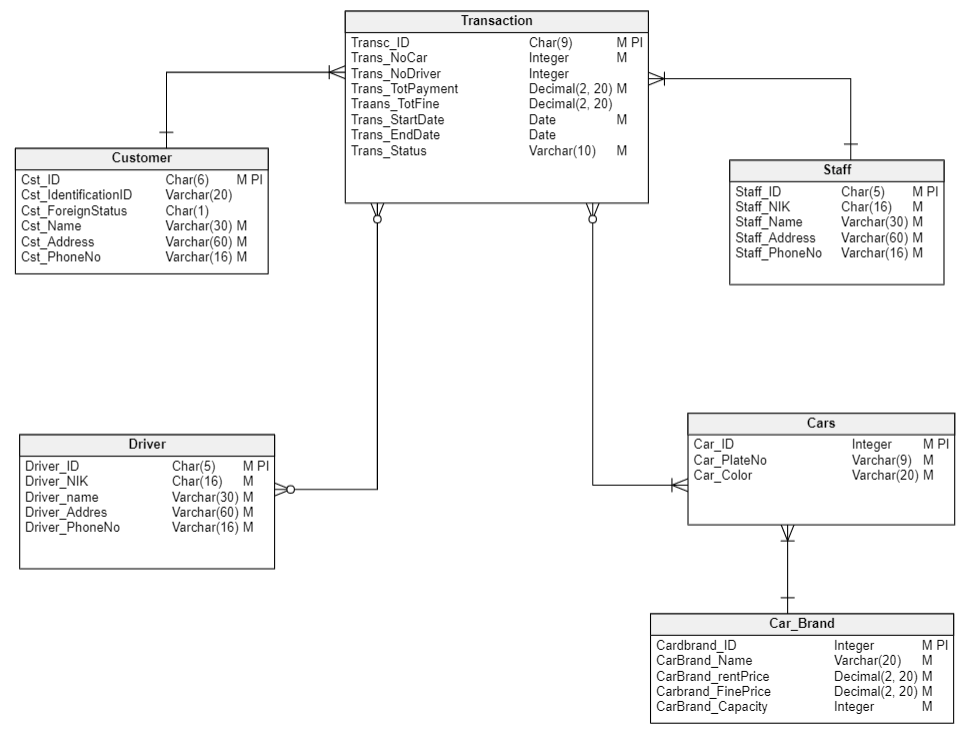 Transaction
Transc_ID Char(9) M PI
Trans_NoCar Integer M
Trans_NoDriver Integer
Trans_TotPayment Decimal(2, 20) M
Traans_TotFine Decimal(2, 20)
Trans_StartDate Date M
Trans_EndDate Date
Trans_Status Varchar(10) M
Customer
Cst_ID Char(6) M PI
Cst_IdentificationID Varchar(20)
Cst_ForeignStatus Char(1)
Cst_Name Varchar(30) M
Cst_Address Varchar(60) M
Cst_PhoneNo Varchar(16) M
Staff
Staff_ID Char(5) M PI
Staff_NIK Char(16) M
Staff_Name Varchar(30) M
Staff_Address Varchar(60) M
Staff_PhoneNo Varchar(16) M
Driver
Driver_ID Char(5) M PI
Driver_NIK Char(16) M
Driver_name Varchar(30) M
Driver_Addres Varchar(60) M
Driver_PhoneNo Varchar(16) M
Cars
Car_ID Integer M PI
Car_PlateNo Varchar(9) M
Car_Color Varchar(20) M
Car_Brand
Cardbrand_ID Integer M PI
CarBrand_Name Varchar(20) M
CarBrand_rentPrice Decimal(2, 20) M
Carbrand_FinePrice Decimal(2, 20) M
CarBrand_Capacity Integer M